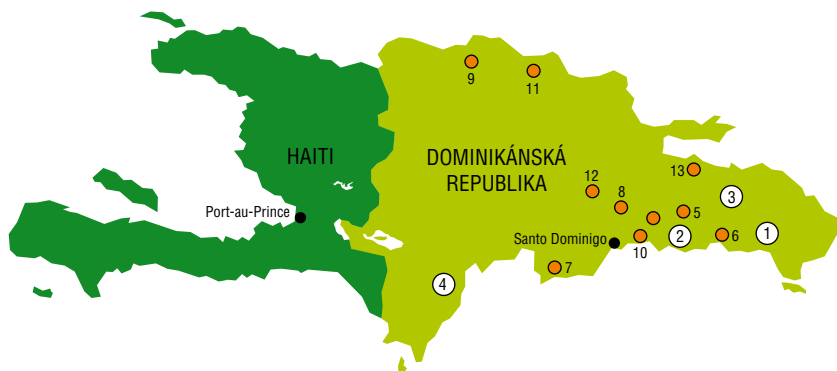 9
11
HAITI
DOMINIKÁNSKÁ
REPUBLIKA
13
12
8
3
Port-au-Prince
5
Santo Dominigo
10
2
6
1
7
4